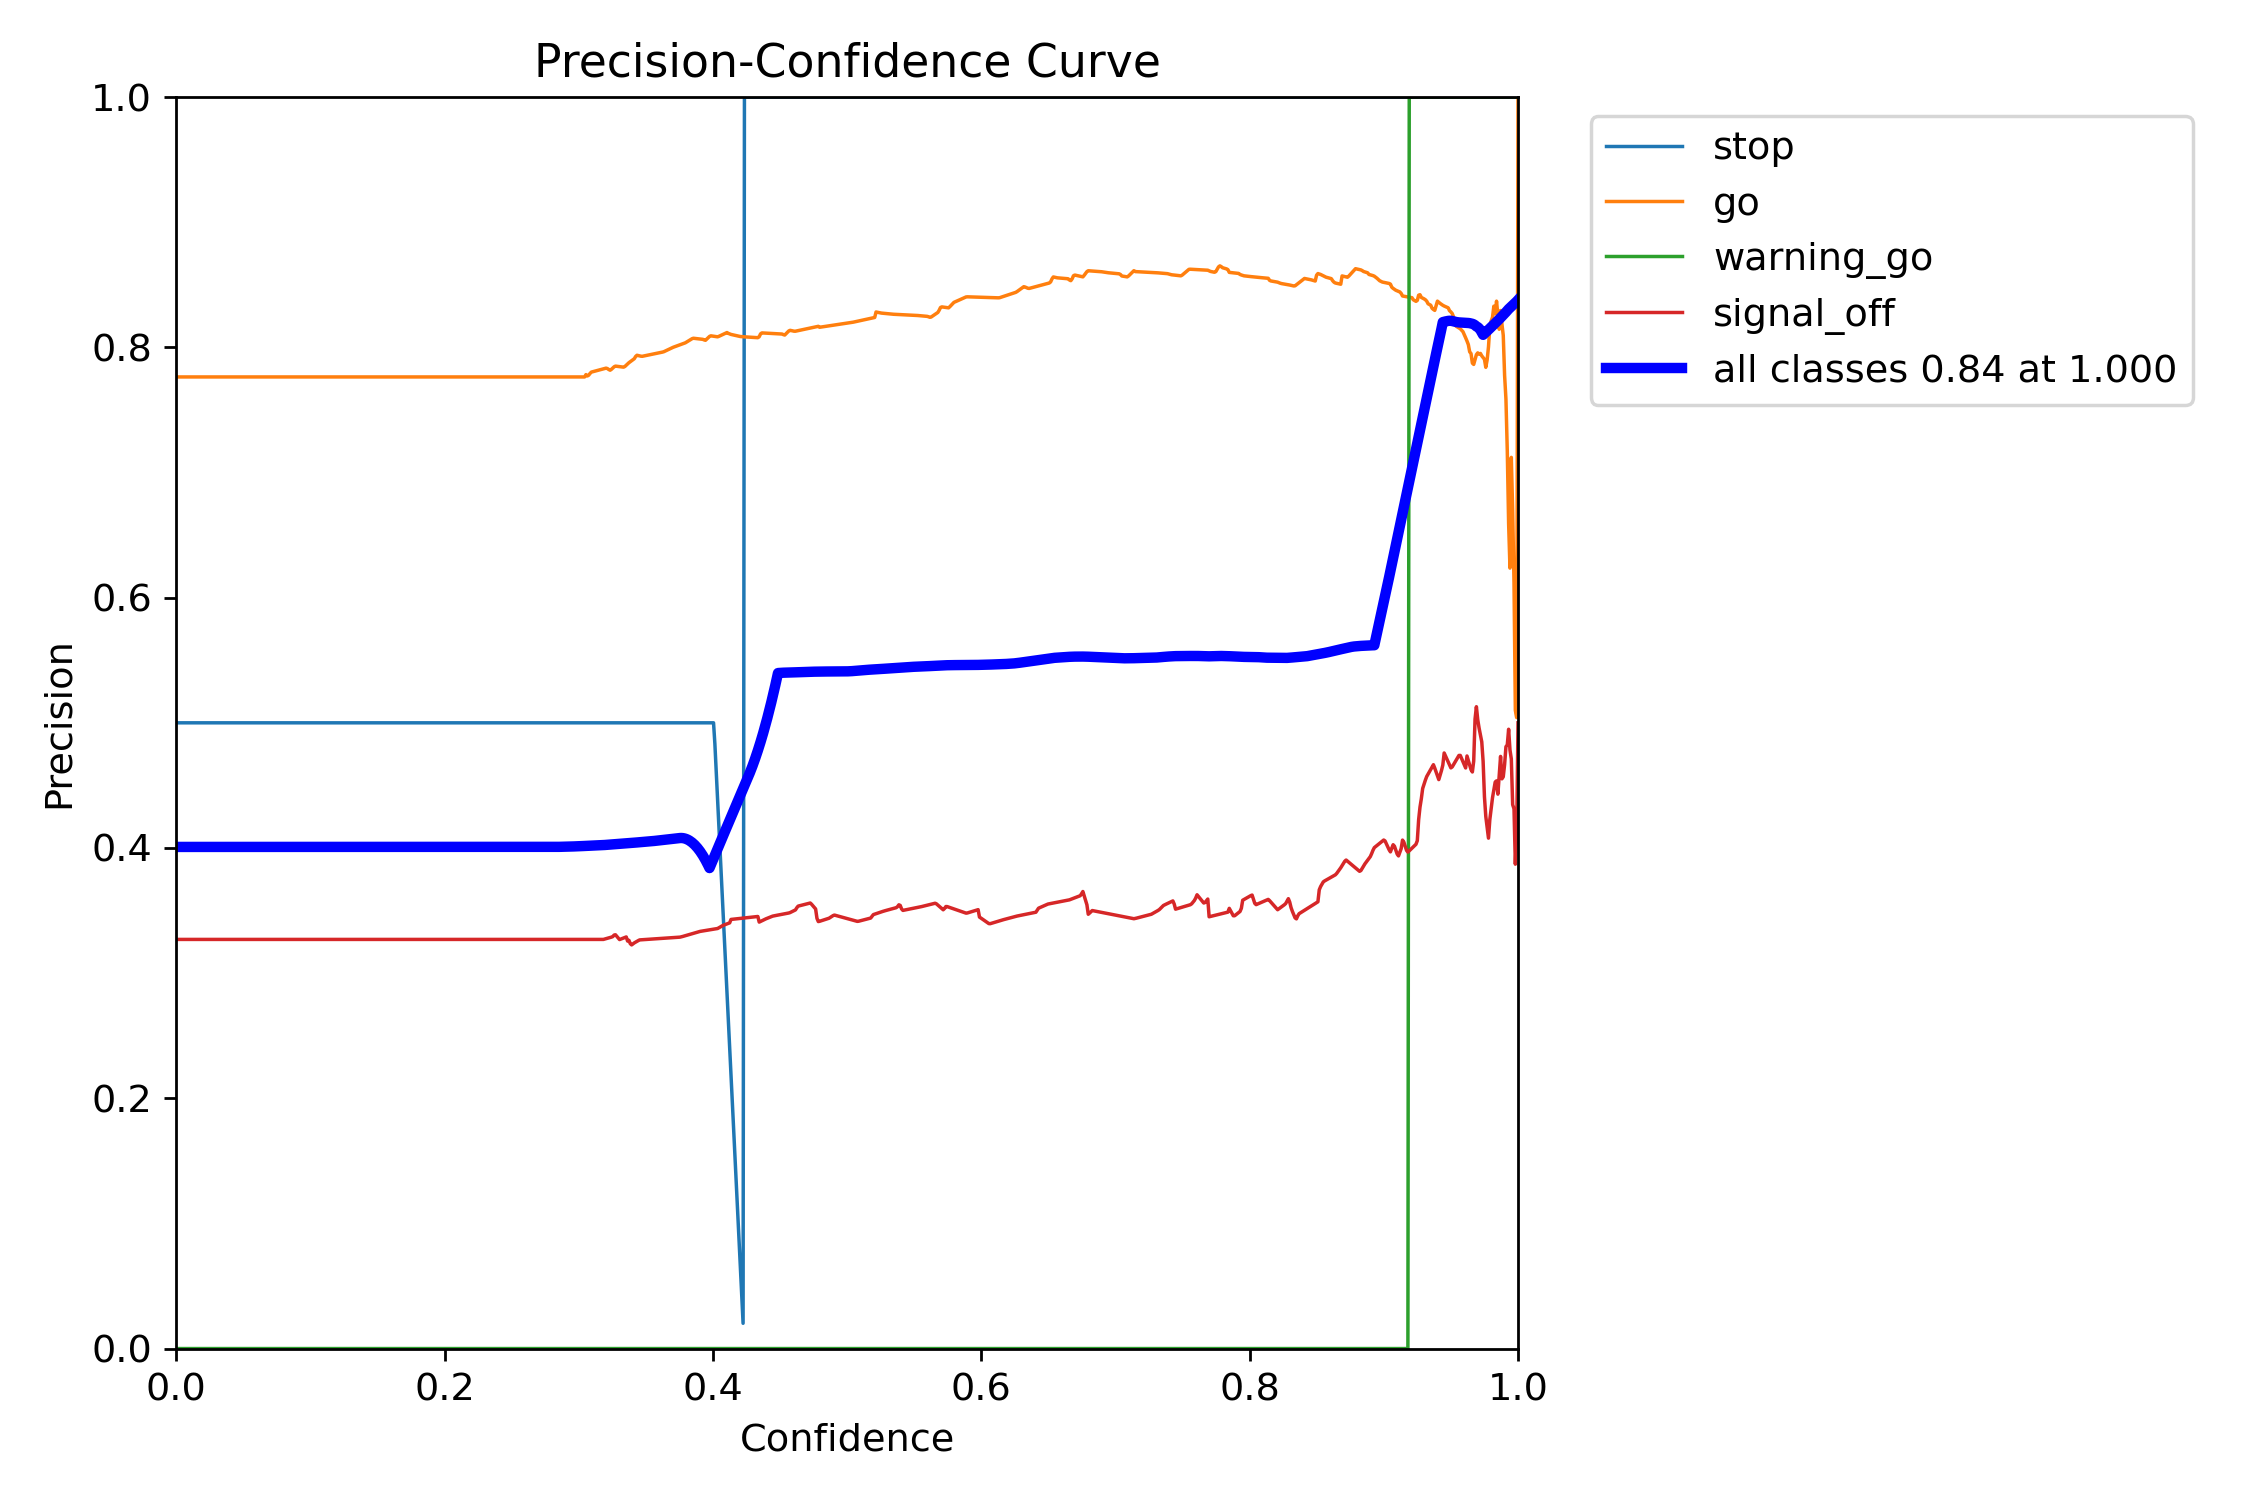 Precision-Confidence Curve
1.0
0.8
0.6
0.4
0.2
0.0
Precision
0.0 0.2 0.4 0.6 0.8 1.0
Confidence
stop
go
warning_go
signal_off
all classes 0.84 at 1.000